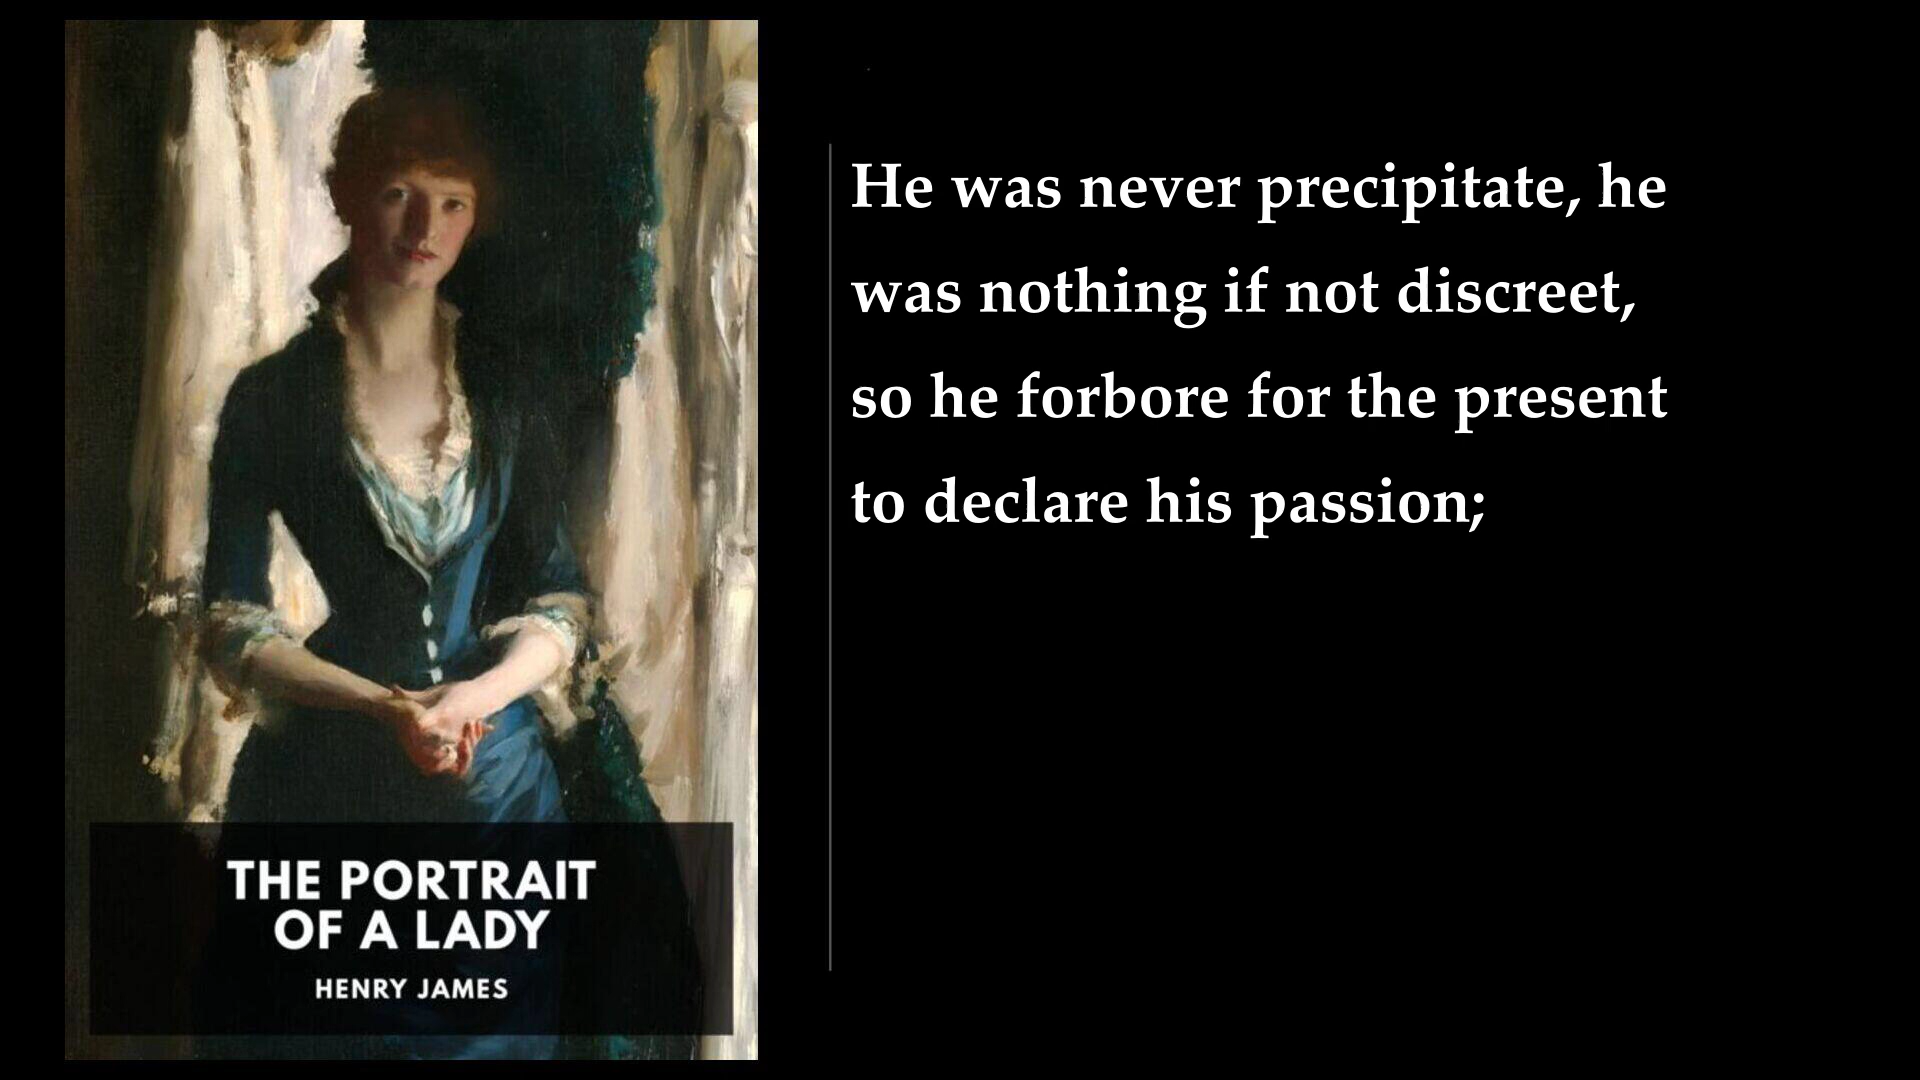 He was never precipitate, he
was nothing if not discreet,
so he forbore for the present
to declare his passion;
THE PORTRAIT
OF A LADY
HENRY JAMES